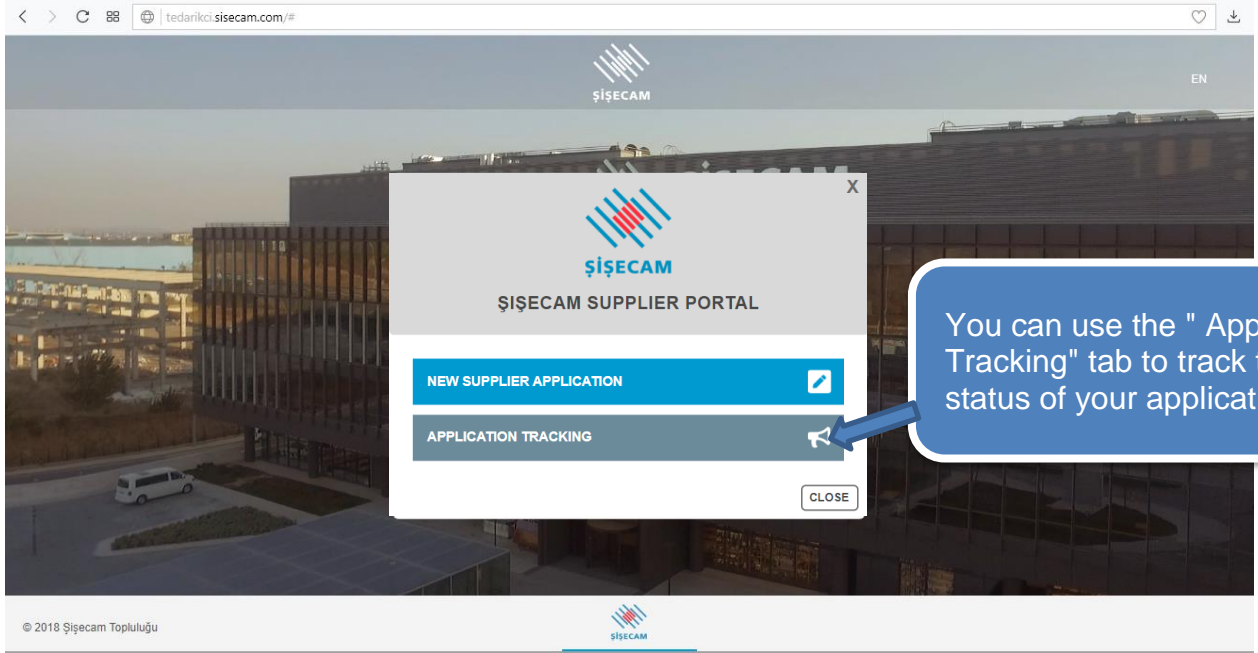 tedarikci.sisecam.com/#
ŞİŞECAM
EN
ŞİŞECAM
X
ŞİŞECAM
ŞIŞECAM SUPPLIER PORTAL
NEW SUPPLIER APPLICATION
APPLICATION TRACKING
CLOSE
You can use the " App
Tracking" tab to track
status of your applicat
© 2018 Şişecam Topluluğu
ŞİŞECAM